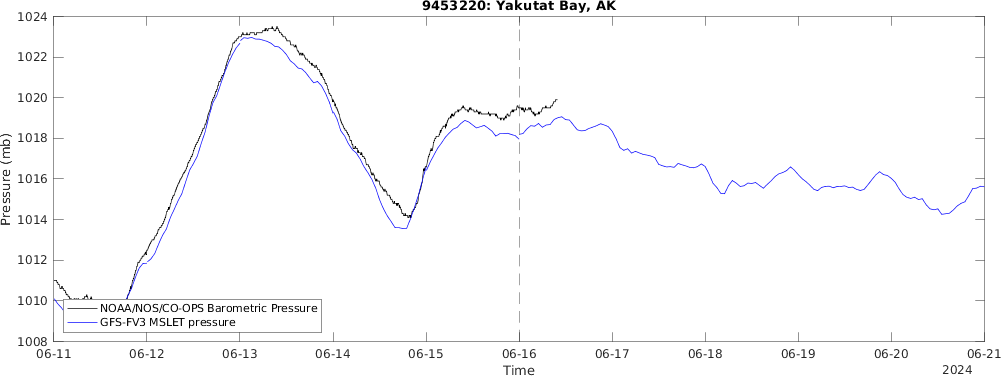 9453220: Yakutat Bay, AK
Pressure (mb)
1024
1022
1020
1018
1016
1014
1012
1010
1008
NOAA/NOS/CO-OPS Barometric Pressure
GFS-FV3 MSLET pressure
06-11 06-12 06-13 06-14 06-15 06-16 06-17 06-18 06-19 06-20 06-21
Time
2024